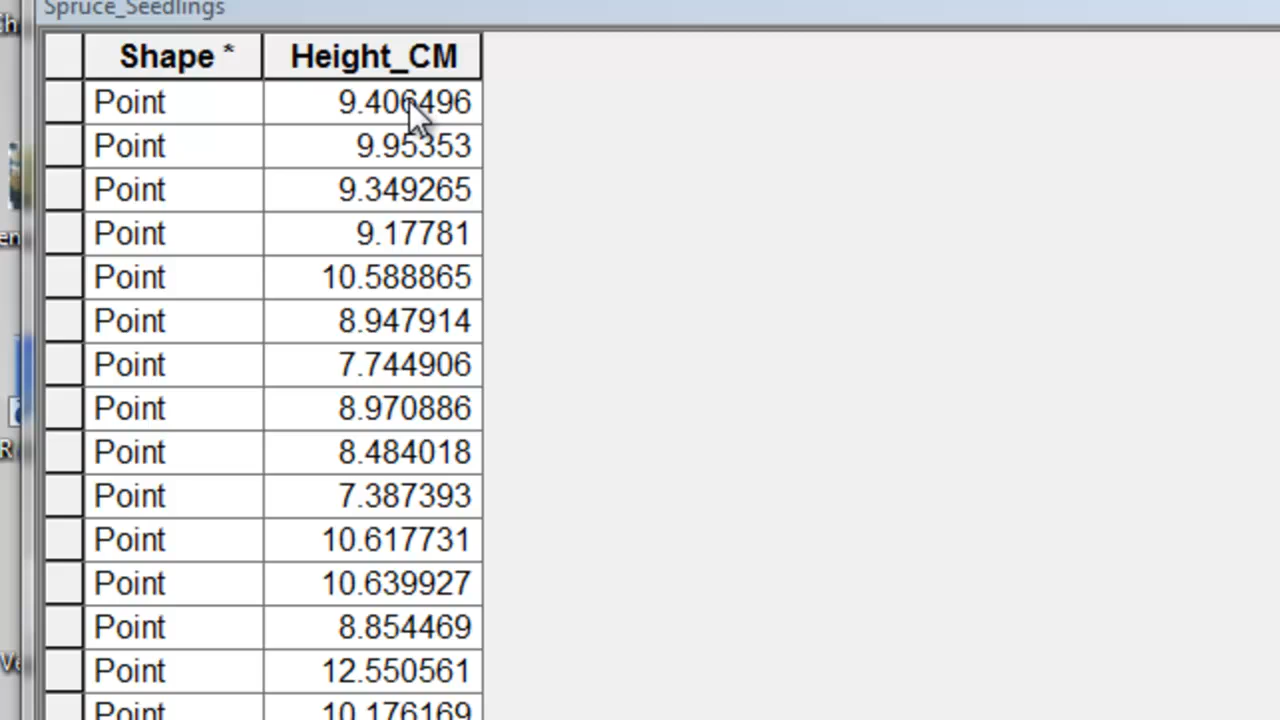 Spruce_Seedlings
Shape * Height_CM
Point 9.406496
Point 9.95353
Point 9.349265
Point 9.17781
Point 10.588865
Point 8.947914
Point 7.744906
Point 8.970886
Point 8.484018
Point 7.387393
Point 10.617731
Point 10.639927
Point 8.854469
Point 12.550561
Point 10.176169